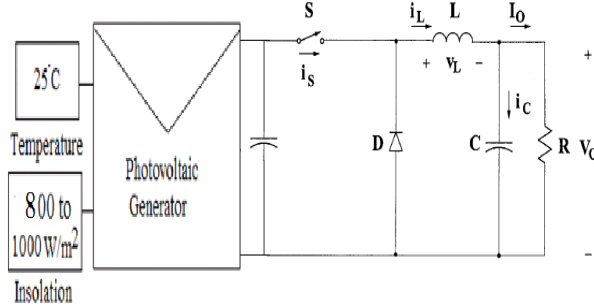 S
i_L
L
I_O
i_S
+ v_L −
+
25°C
i_C
Temperature
Photovoltaic
Generator
D
C
R
V_O
800 to
1000 W/m²
Insolation
−